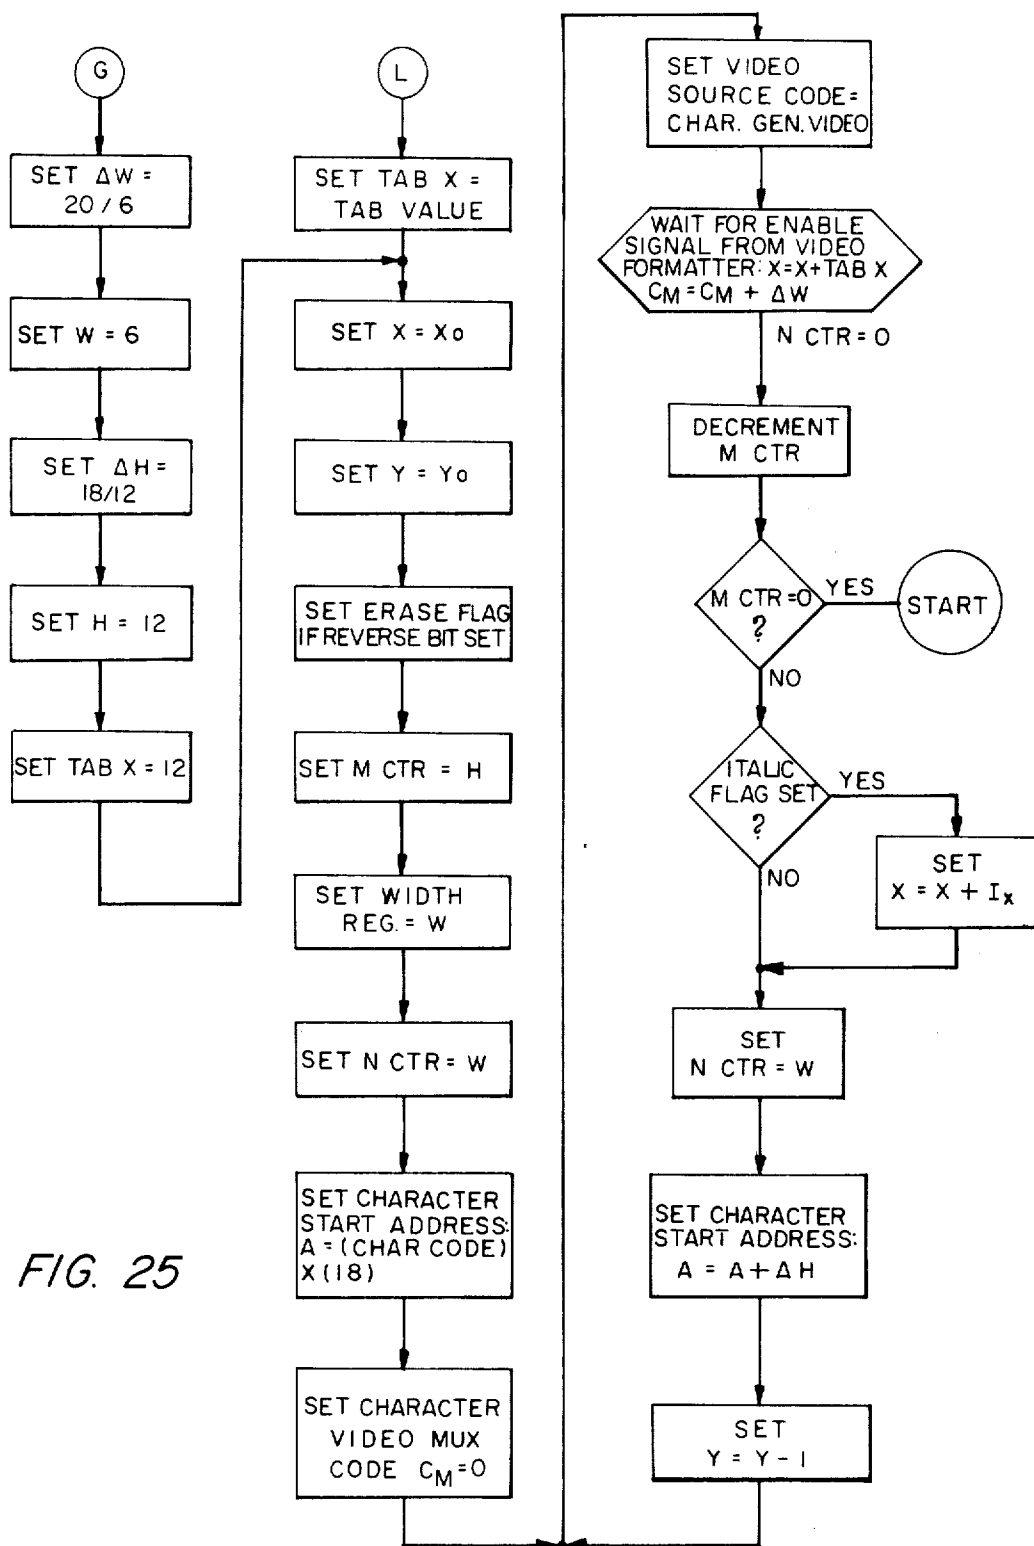 G
SET ΔW =
20/6
SET W = 6
SET ΔH =
18/12
SET H = 12
SET TAB X = 12
L
SET TAB X =
TAB VALUE
SET X = Xo
SET Y = Yo
SET ERASE FLAG
IF REVERSE BIT SET
SET M CTR = H
SET WIDTH
REG. = W
SET N CTR = W
SET CHARACTER
START ADDRESS:
A = (CHAR CODE)
X (18)
SET CHARACTER
VIDEO MUX
CODE CM=0
SET VIDEO
SOURCE CODE=
CHAR. GEN. VIDEO
WAIT FOR ENABLE
SIGNAL FROM VIDEO
FORMATTER: X=X+TAB X
CM=CM + ΔW
N CTR=0
DECREMENT
M CTR
M CTR=0
?
YES
START
NO
ITALIC
FLAG SET
?
YES
SET
X = X + Ix
NO
SET
N CTR = W
SET CHARACTER
START ADDRESS:
A = A + ΔH
SET
Y = Y - 1
FIG. 25